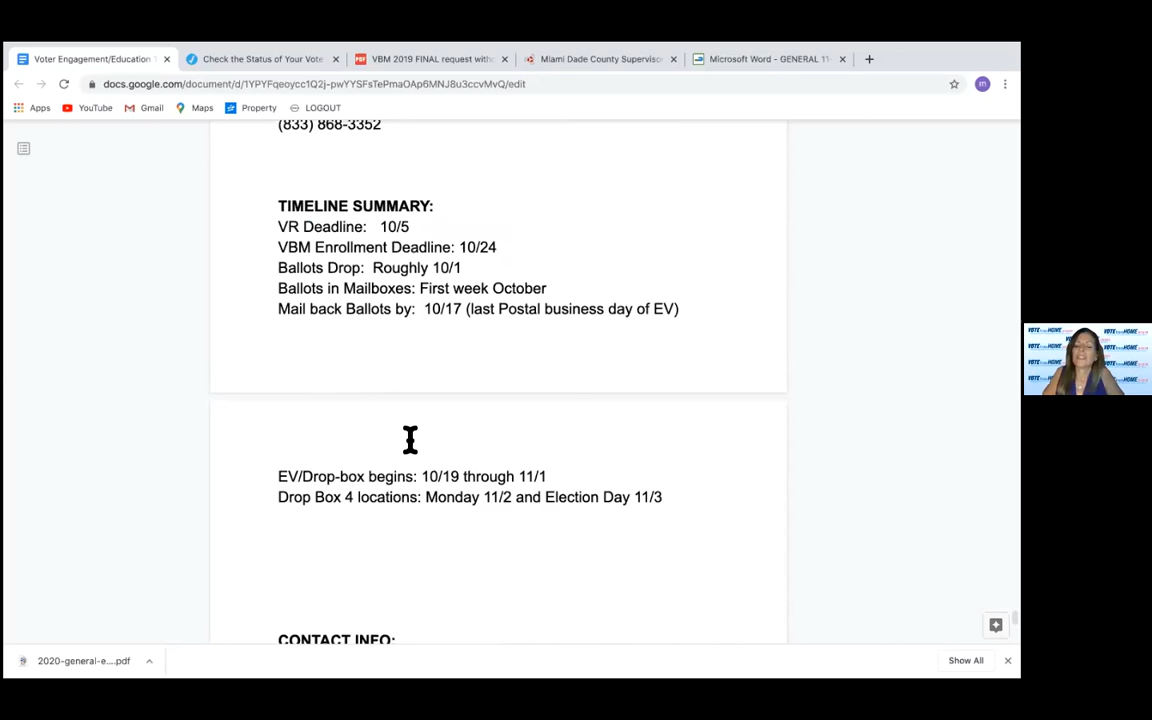 Voter Engagement/Education
Check the Status of Your Vote
VBM 2019 FINAL request with
Miami Dade County Superviso
Microsoft Word - GENERAL 11
docs.google.com/document/d/1YPYFqeoycc1Q2j-pwYYSFsTePmaOAp6MNJ8u3ccvMvQ/edit
m
Apps YouTube Gmail Maps Property LOGOUT
(833) 868-3352
TIMELINE SUMMARY:
VR Deadline: 10/5
VBM Enrollment Deadline: 10/24
Ballots Drop: Roughly 10/1
Ballots in Mailboxes: First week October
Mail back Ballots by: 10/17 (last Postal business day of EV)
EV/Drop-box begins: 10/19 through 11/1
Drop Box 4 locations: Monday 11/2 and Election Day 11/3
CONTACT INFO:
2020-general-e....pdf
Show All